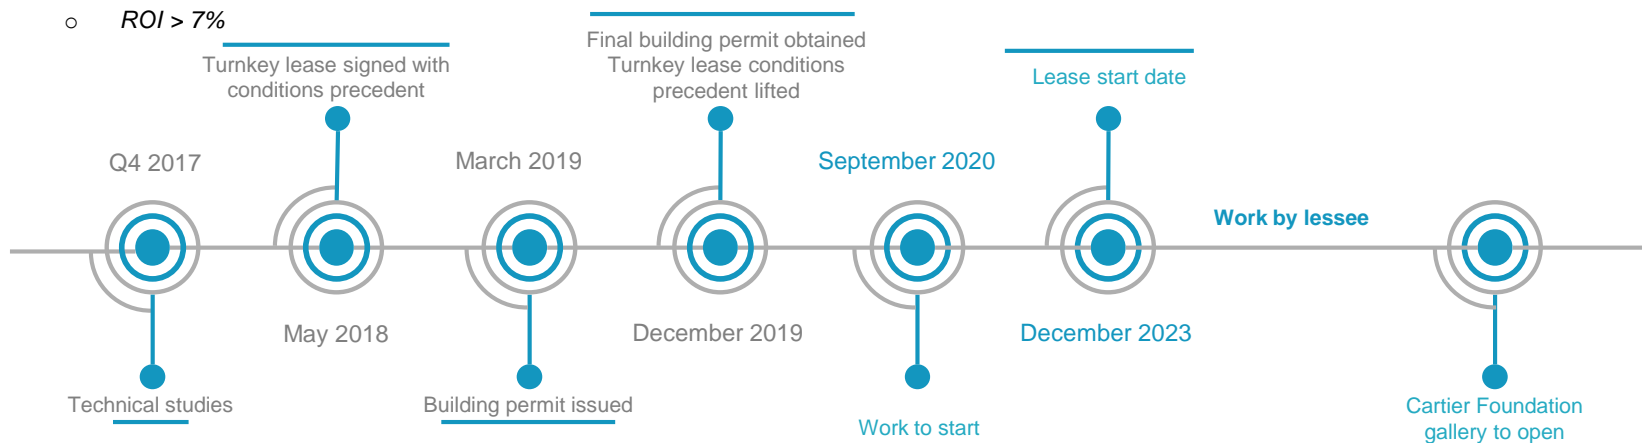 o ROI > 7%
Turnkey lease signed with
conditions precedent
Final building permit obtained
Turnkey lease conditions
precedent lifted
Lease start date
Q4 2017
March 2019
September 2020
Work by lessee
May 2018
December 2019
December 2023
Technical studies
Building permit issued
Work to start
Cartier Foundation
gallery to open